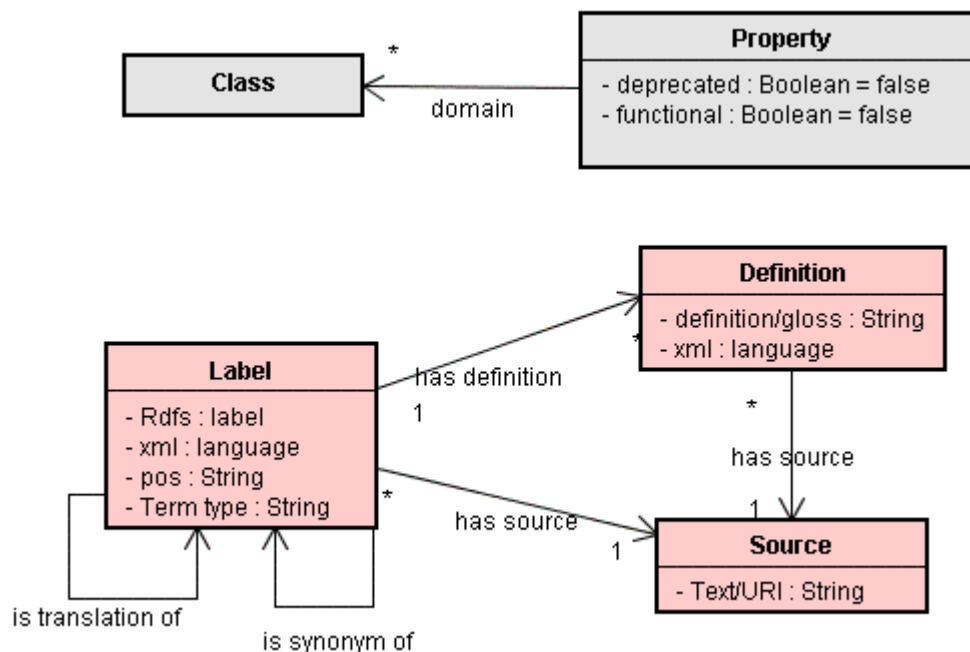 Property
*
Class
- deprecated : Boolean = false
- functional : Boolean = false
domain
Definition
- definition/gloss : String
- xml : language
*
Label
has definition
1
- Rdfs : label
- xml : language
- pos : String
- Term type : String
*
has source
1
*
has source
1
Source
- Text/URI : String
is translation of
is synonym of